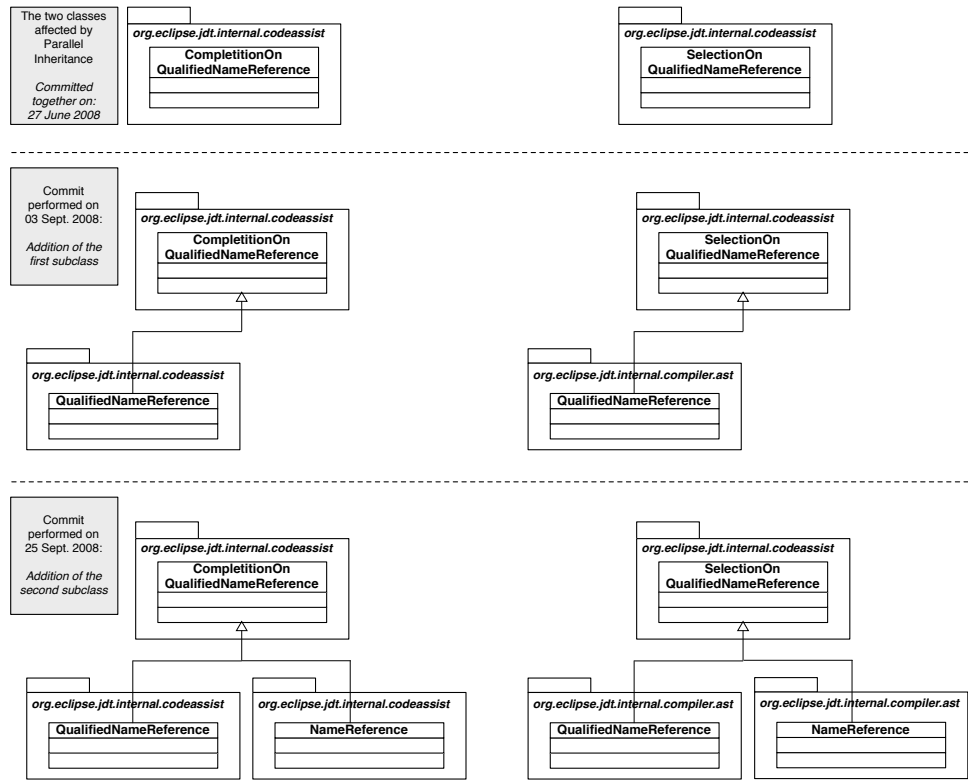 The two classes
affected by
Parallel
Inheritance
Committed
together on:
27 June 2008
org.eclipse.jdt.internal.codeassist
CompletitionOn
QualifiedNameReference
org.eclipse.jdt.internal.codeassist
SelectionOn
QualifiedNameReference
Commit
performed on
03 Sept. 2008:
Addition of the
first subclass
org.eclipse.jdt.internal.codeassist
CompletitionOn
QualifiedNameReference
org.eclipse.jdt.internal.codeassist
SelectionOn
QualifiedNameReference
org.eclipse.jdt.internal.codeassist
QualifiedNameReference
org.eclipse.jdt.internal.compiler.ast
QualifiedNameReference
Commit
performed on
25 Sept. 2008:
Addition of the
second subclass
org.eclipse.jdt.internal.codeassist
CompletitionOn
QualifiedNameReference
org.eclipse.jdt.internal.codeassist
SelectionOn
QualifiedNameReference
org.eclipse.jdt.internal.codeassist
QualifiedNameReference
org.eclipse.jdt.internal.codeassist
NameReference
org.eclipse.jdt.internal.compiler.ast
QualifiedNameReference
org.eclipse.jdt.internal.compiler.ast
NameReference